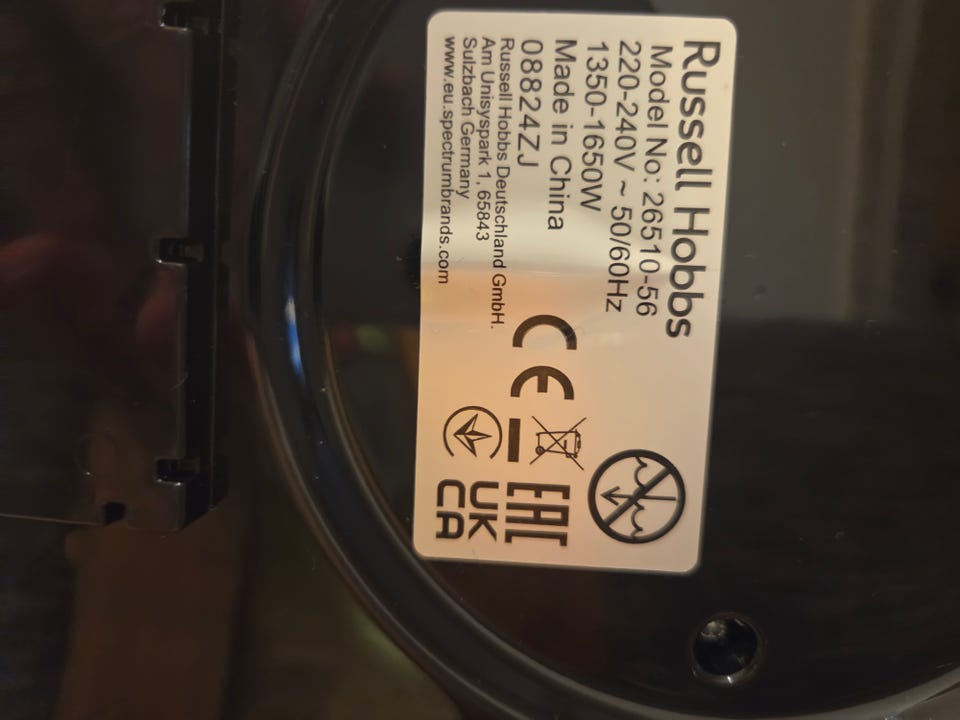 Russell Hobbs
Model No: 26510-56
220-240V ~ 50/60Hz
1350-1650W
Made in China
08824ZJ
Russell Hobbs Deutschland GmbH.
Am Unisyspark 1, 65843
Sulzbach Germany
www.eu.spectrumbrands.com
CE
EAC
UK
CA